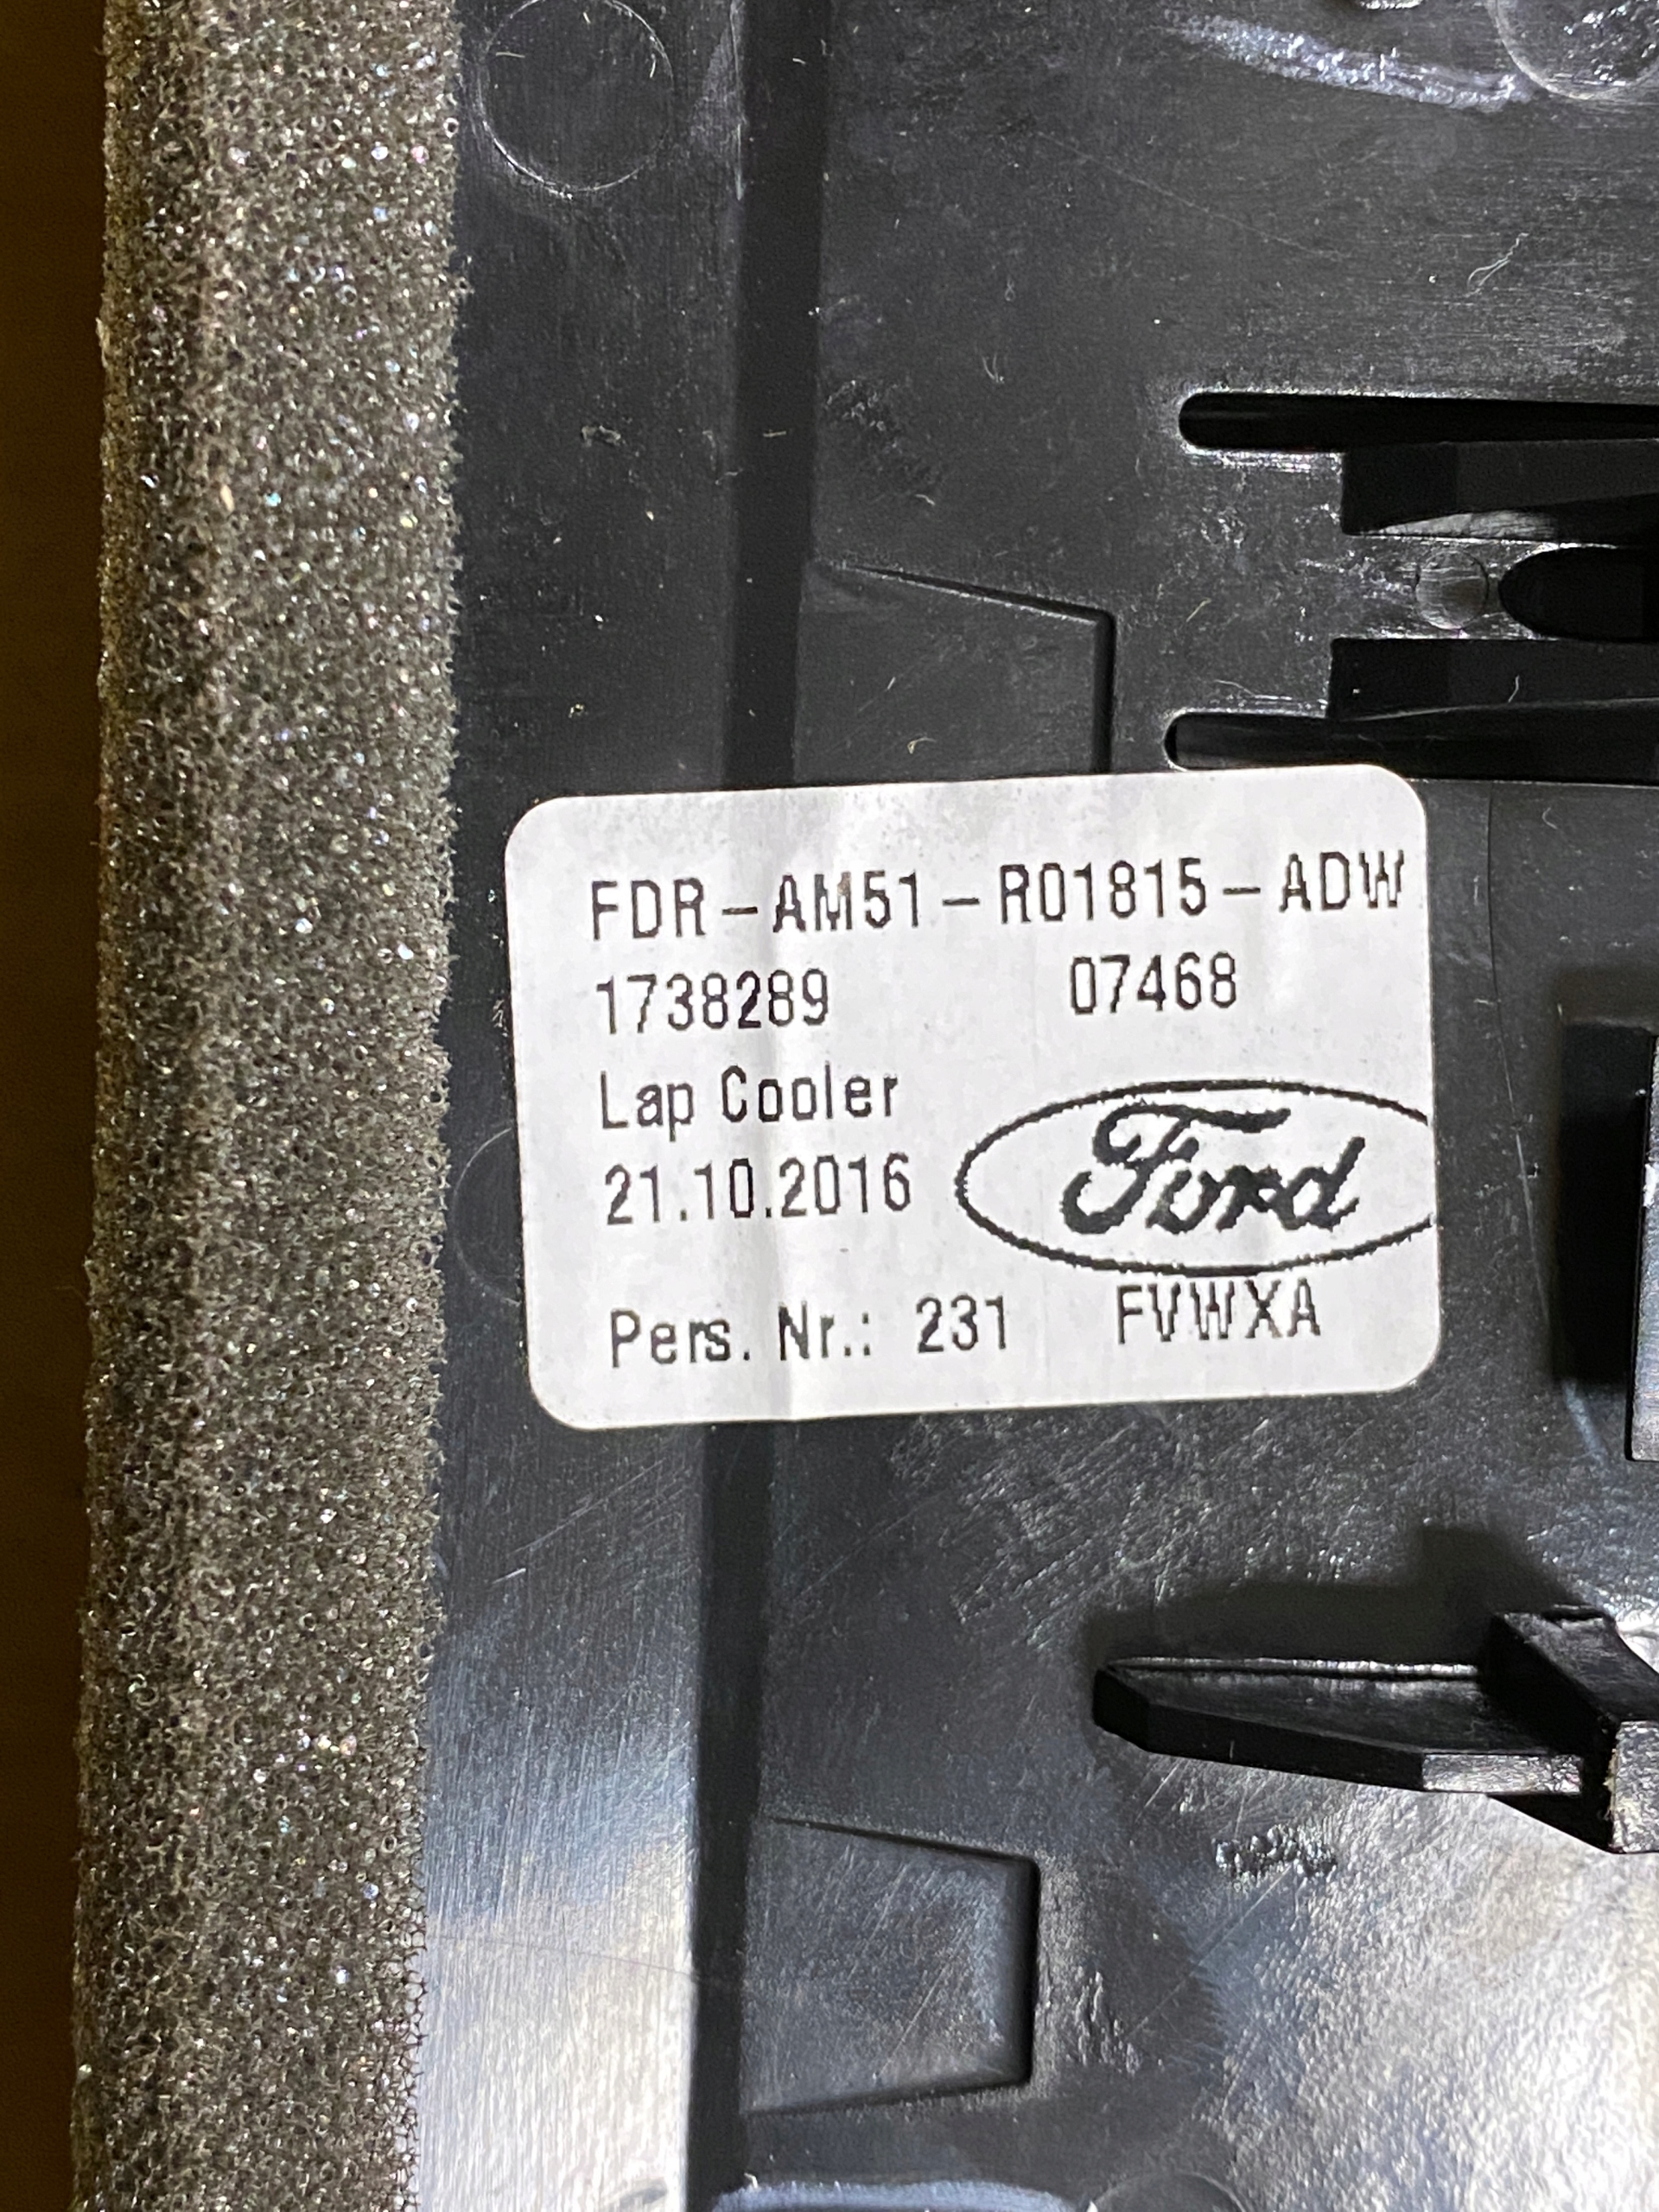 FDR-AM51-R01815-ADW
1738289 07468
Lap Cooler
21.10.2016
Ford
Pers. Nr.: 231 FVWXA